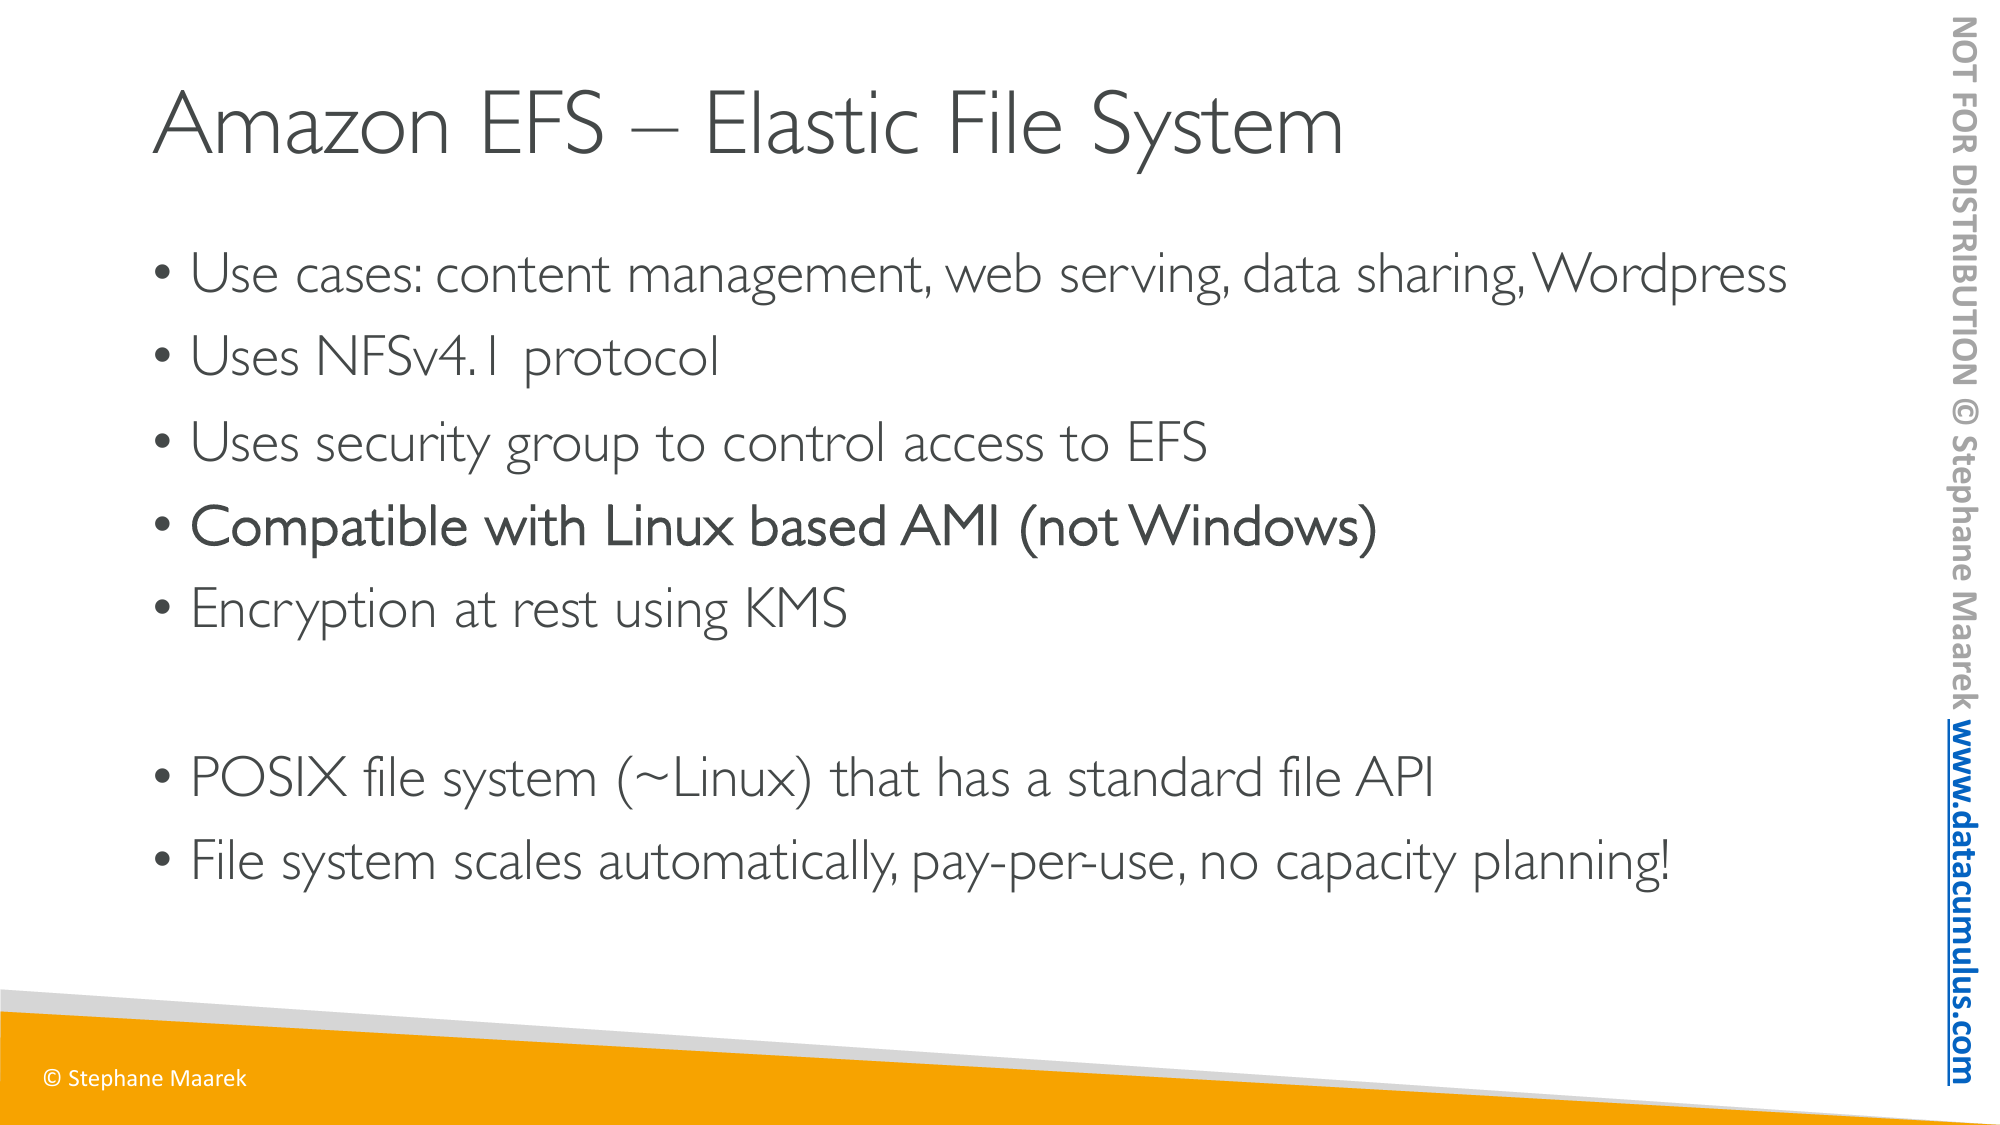 Amazon EFS – Elastic File System
• Use cases: content management, web serving, data sharing, Wordpress
• Uses NFSv4.1 protocol
• Uses security group to control access to EFS
• Compatible with Linux based AMI (not Windows)
• Encryption at rest using KMS
• POSIX file system (~Linux) that has a standard file API
• File system scales automatically, pay-per-use, no capacity planning!
© Stephane Maarek
NOT FOR DISTRIBUTION © Stephane Maarek www.datacumulus.com